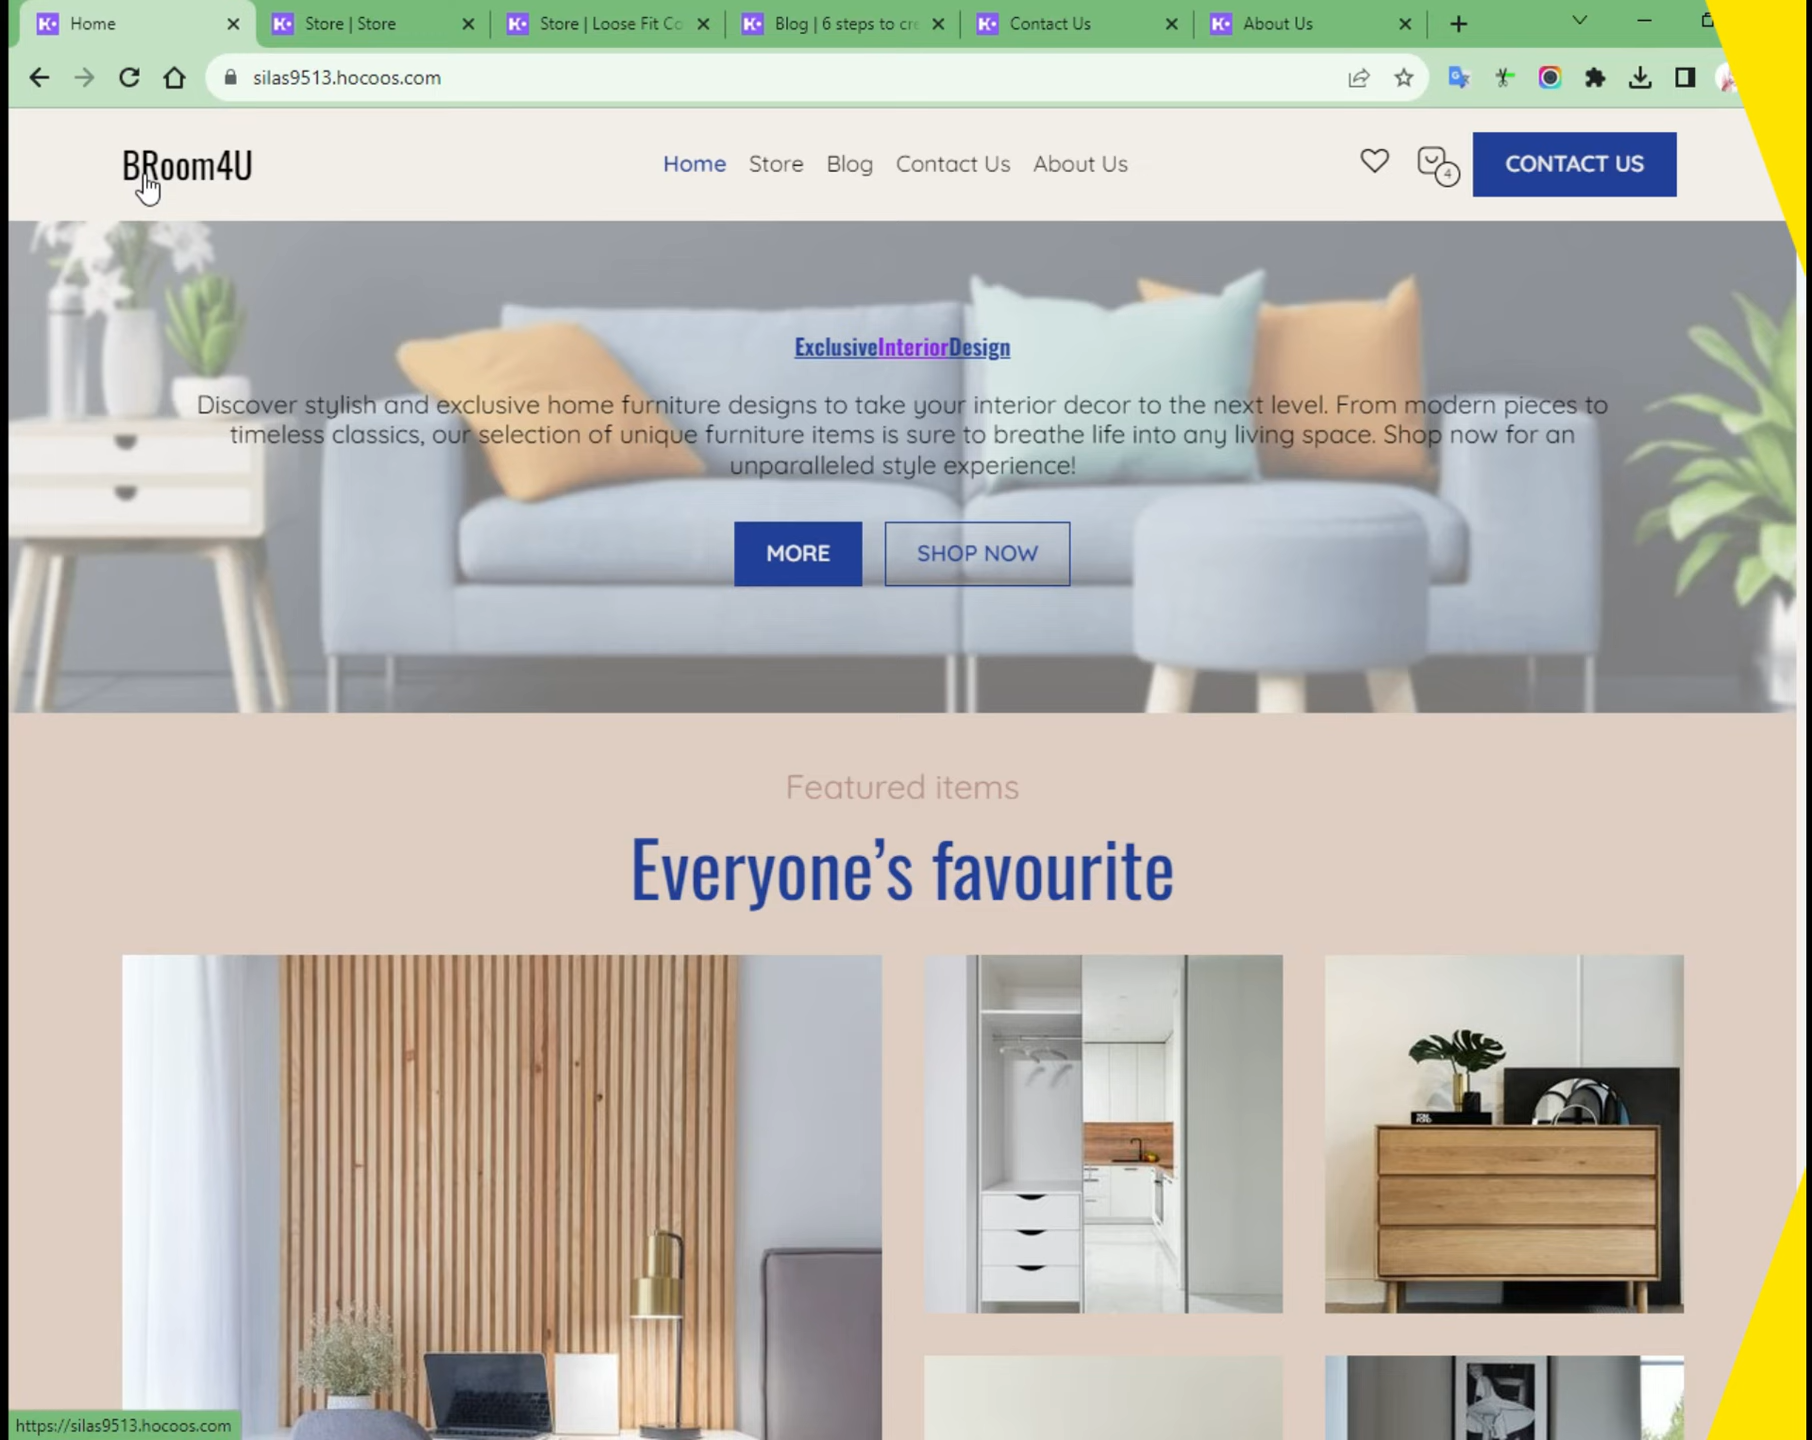 Home
Store | Store
Store | Loose Fit Co
Blog | 6 steps to cre
Contact Us
About Us
silas9513.hocoos.com
BRoom4U
Home Store Blog Contact Us About Us
4
CONTACT US
ExclusiveInteriorDesign
Discover stylish and exclusive home furniture designs to take your interior decor to the next level. From modern pieces to
timeless classics, our selection of unique furniture items is sure to breathe life into any living space. Shop now for an
unparalleled style experience!
MORE
SHOP NOW
Featured items
Everyone’s favourite
TOM FORD
https://silas9513.hocoos.com